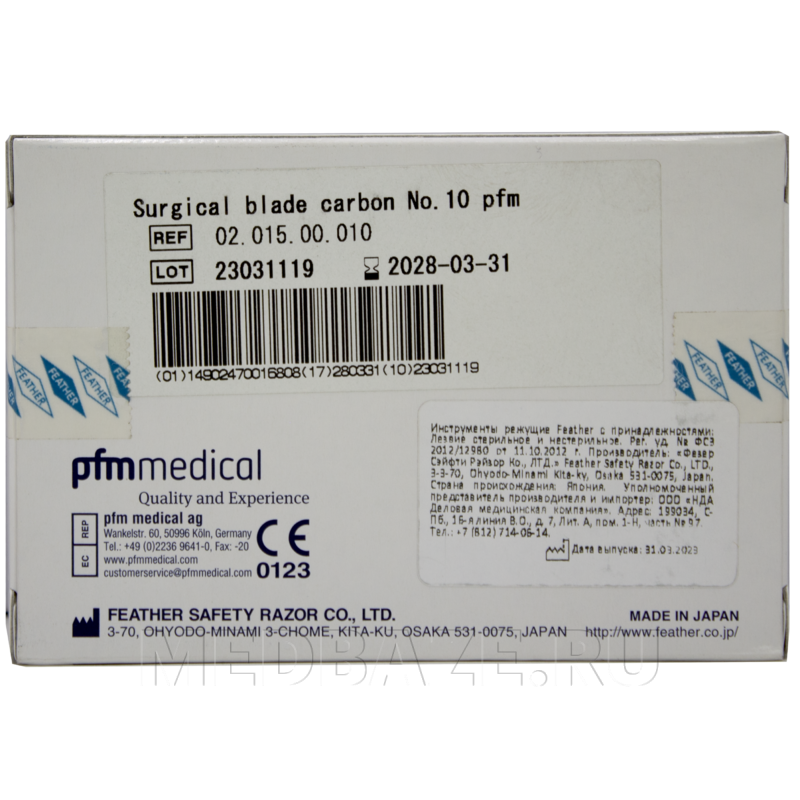 Surgical blade carbon No.10 pfm
REF 02.015.00.010
LOT 23031119 2028-03-31
(01)14902470016808(17)280331(10)23031119
FEATHER
FEATHER
FEATHER
FEATHER
Инструменты режущие Feather с принадлежностями:
Лезвие стерильное и нестерильное. Рег. уд. № ФСЗ
2012/12980 от 11.10.2012 г. Производитель: «Фезер
Сэйфти Рэйзор Ко., ЛТД.» Feather Safety Razor Co., LTD.,
3-3-70, Ohyodo-Minami Kita-ky, Osaka 531-0075, Japan.
Страна происхождения: Япония. Уполномоченный
представитель производителя и импортер: ООО «НДА
Деловая медицинская компания». Адрес: 199034, С-
Пб, 16-я линия В.О., д. 7, Лит. А, пом. 1-Н, часть № 97.
Тел.: +7 (812) 714-06-14.
Дата выпуска: 31.03.2023
pfmmedical
Quality and Experience
EC REP
pfm medical ag
Wankelstr. 60, 50996 Köln, Germany
Tel.: +49 (0)2236 9641-0, Fax: -20
www.pfmmedical.com
customerservice@pfmmedical.com
CE
0123
FEATHER SAFETY RAZOR CO., LTD.
3-70, OHYODO-MINAMI 3-CHOME, KITA-KU, OSAKA 531-0075, JAPAN
MADE IN JAPAN
http://www.feather.co.jp/
MEDBAZE.RU